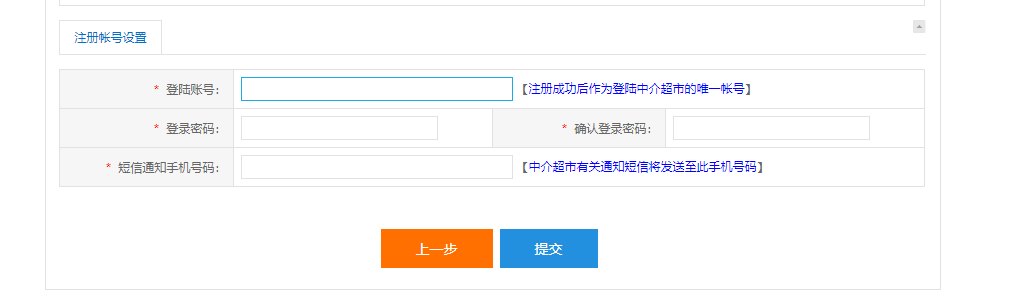 注册帐号设置
* 登陆账号: 【注册成功后作为登陆中介超市的唯一帐号】
* 登录密码: * 确认登录密码:
* 短信通知手机号码: 【中介超市有关通知短信将发送至此手机号码】
上一步 提交